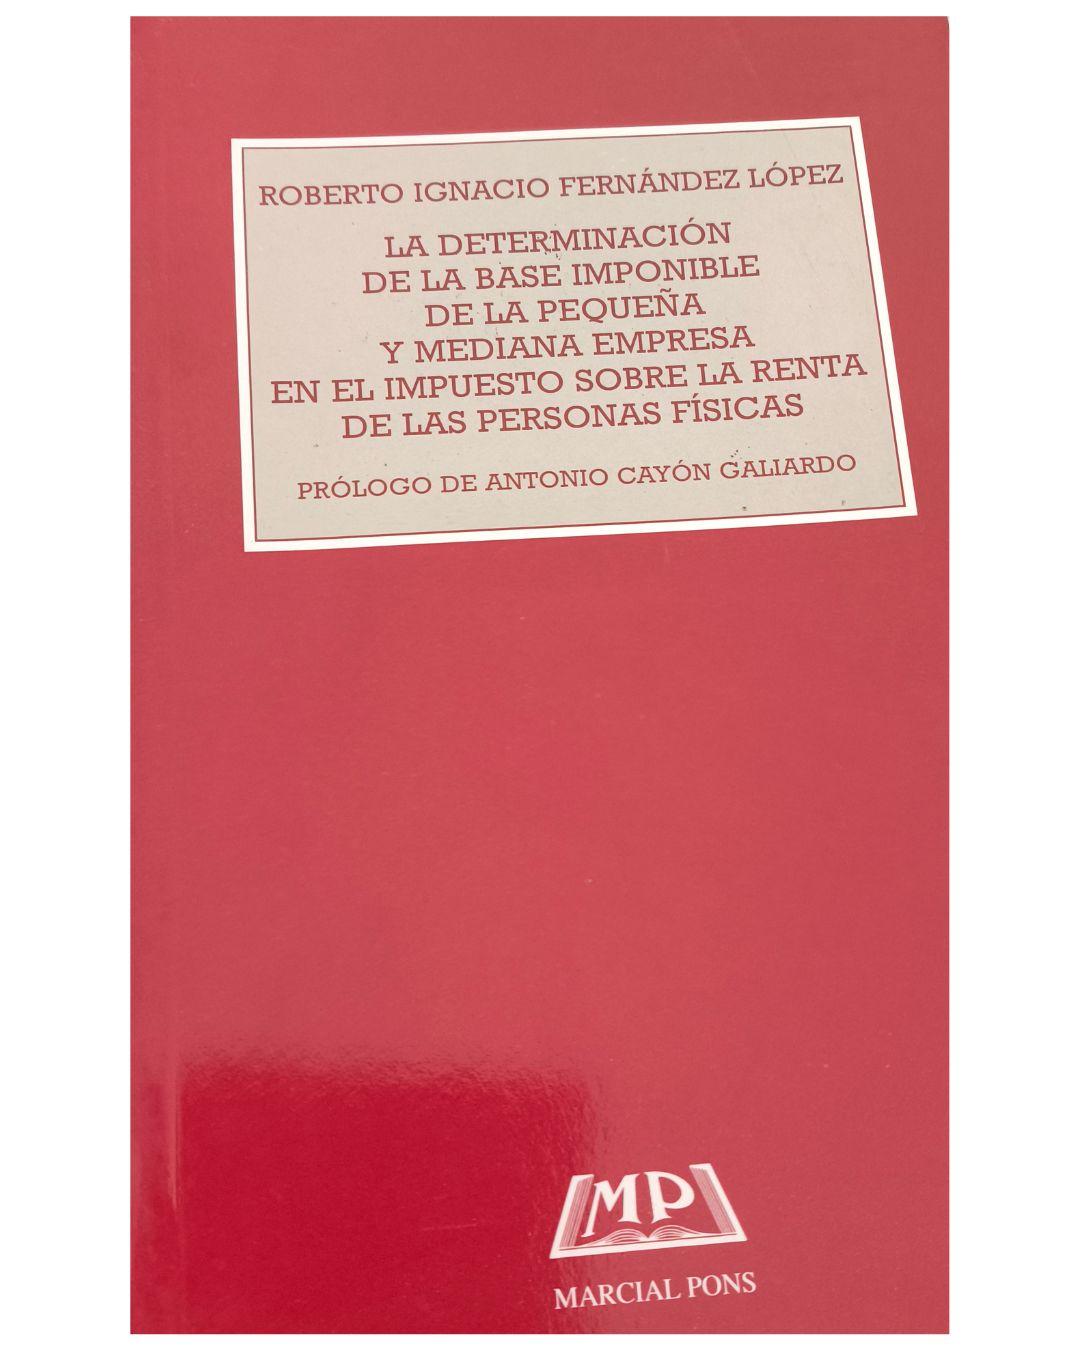 ROBERTO IGNACIO FERNÁNDEZ LÓPEZ
LA DETERMINACIÓN
DE LA BASE IMPONIBLE
DE LA PEQUEÑA
Y MEDIANA EMPRESA
EN EL IMPUESTO SOBRE LA RENTA
DE LAS PERSONAS FÍSICAS
PRÓLOGO DE ANTONIO CAYÓN GALIARDO
MP
MARCIAL PONS